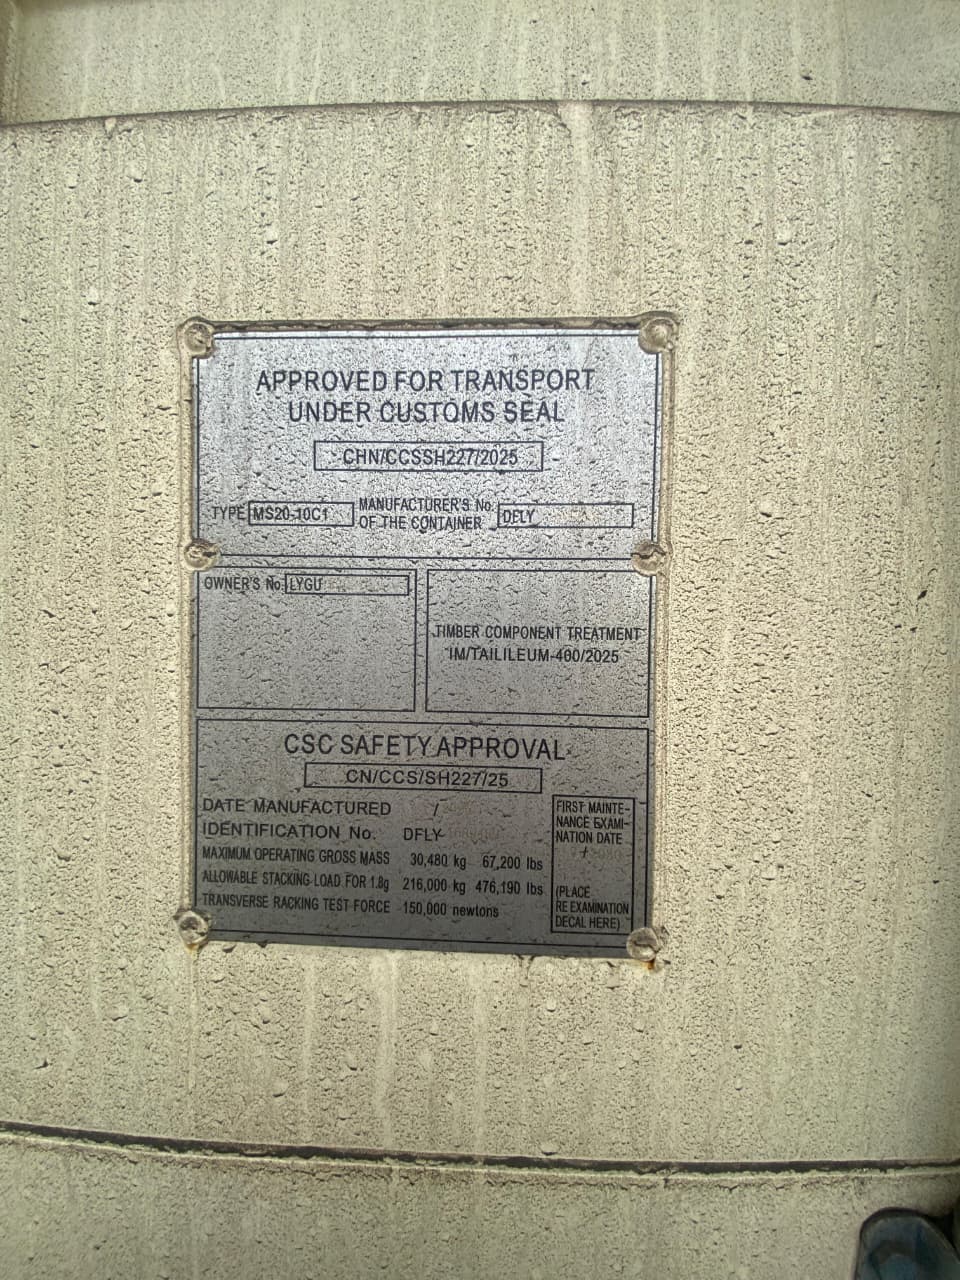 APPROVED FOR TRANSPORT
UNDER CUSTOMS SEAL
CHN/CCSSH227/2025
TYPE MS20-10C1 MANUFACTURER'S No. OF THE CONTAINER DFLY
OWNER'S No. LYGU
TIMBER COMPONENT TREATMENT
IM/TAILILEUM-400/2025
CSC SAFETY APPROVAL
CN/CCS/SH227/25
DATE MANUFACTURED /
IDENTIFICATION No. DFLY
MAXIMUM OPERATING GROSS MASS 30,480 kg 67,200 lbs
ALLOWABLE STACKING LOAD FOR 1.8g 216,000 kg 476,190 lbs
TRANSVERSE RACKING TEST FORCE 150,000 newtons
FIRST MAINTE-
NANCE EXAMI-
NATION DATE
/
(PLACE
RE EXAMINATION
DECAL HERE)